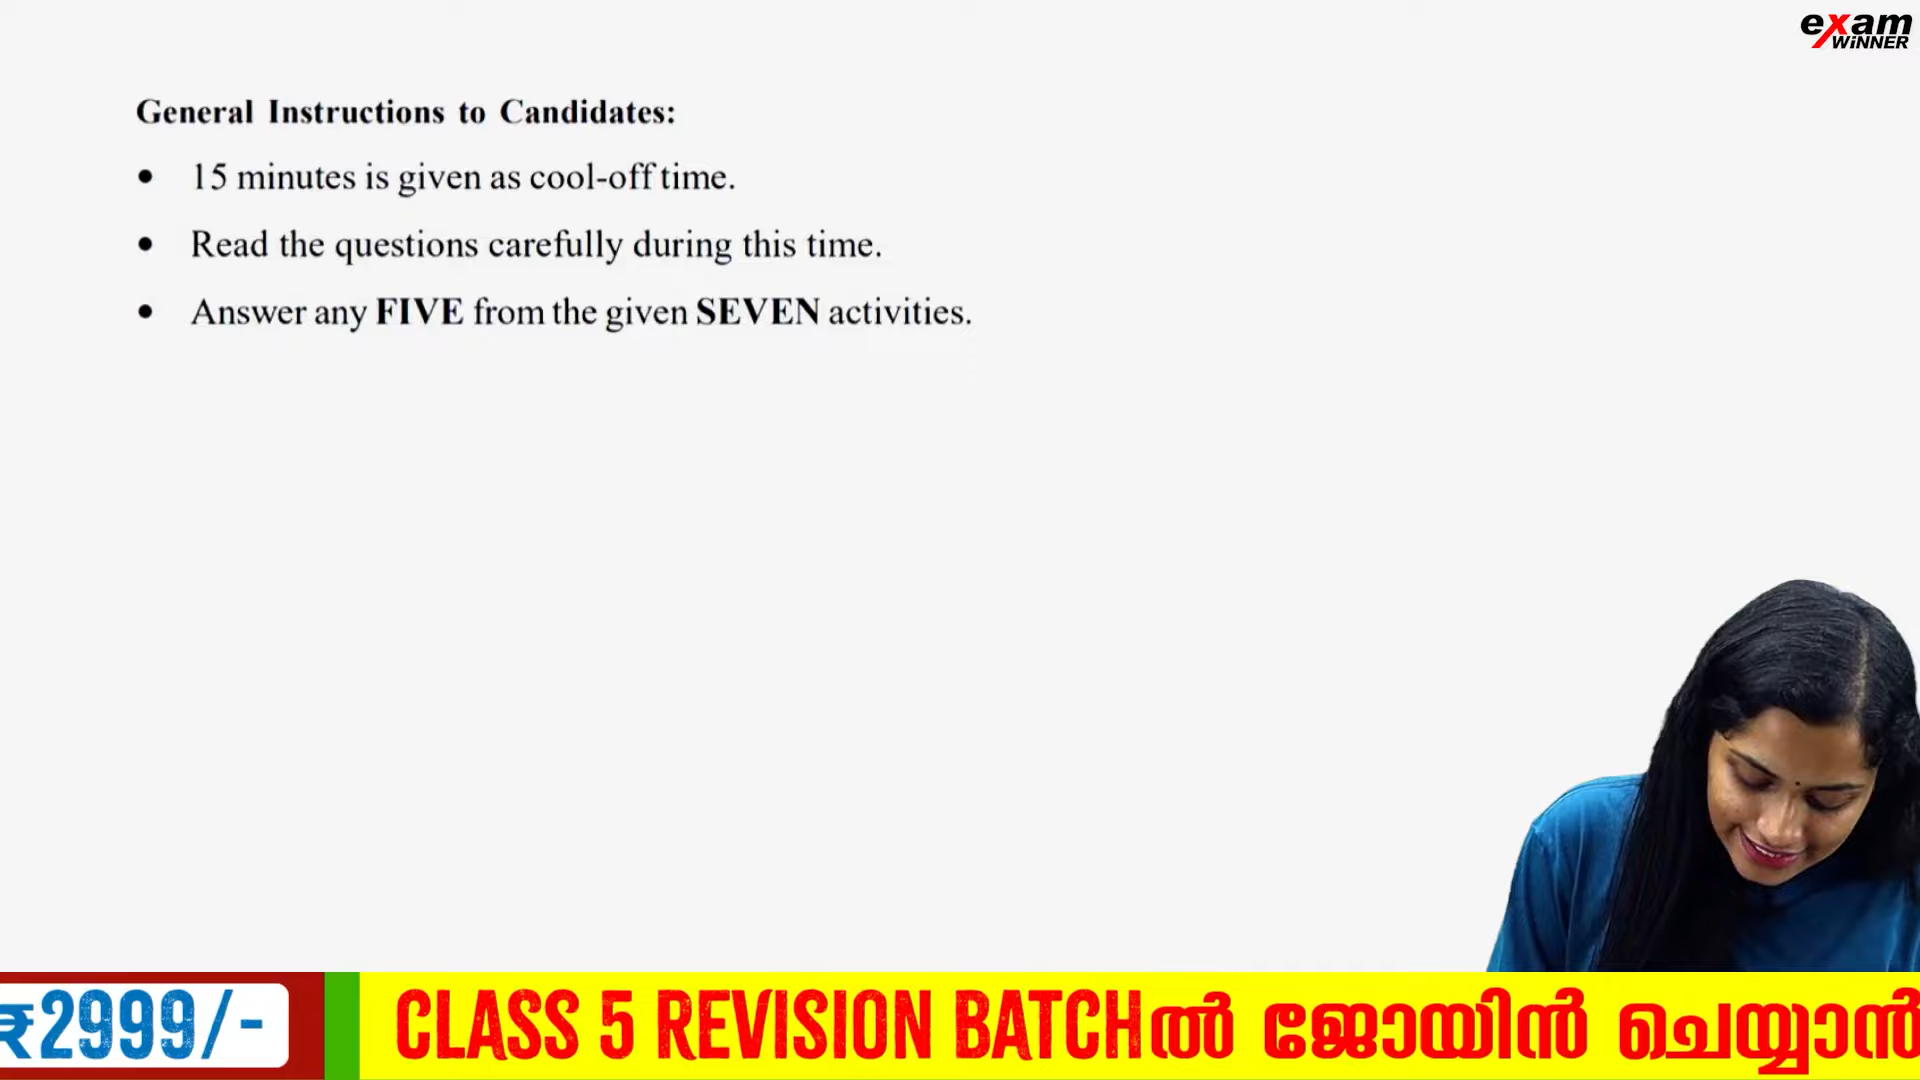 exam
WiNNER
General Instructions to Candidates:
• 15 minutes is given as cool-off time.
• Read the questions carefully during this time.
• Answer any FIVE from the given SEVEN activities.
₹2999/- CLASS 5 REVISION BATCHൽ ജോയിൻ ചെയ്യാൻ